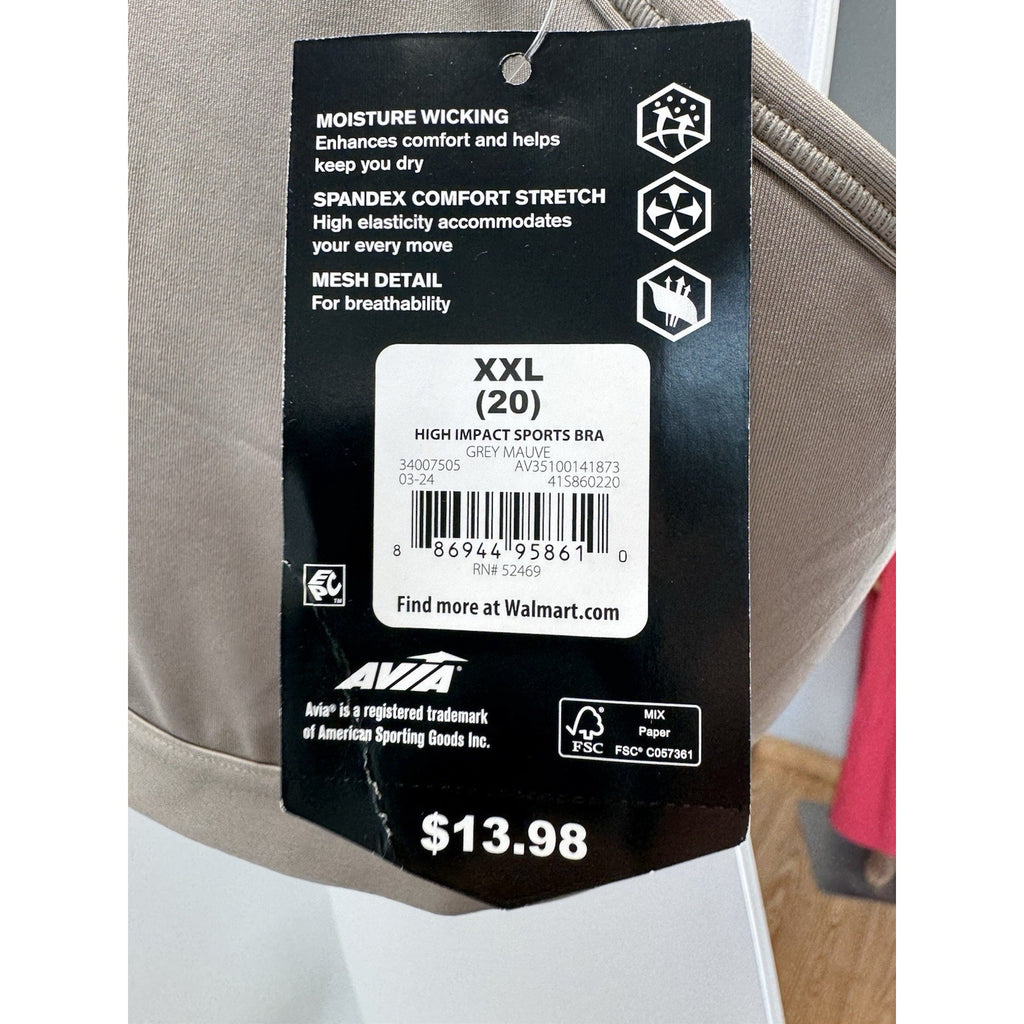 MOISTURE WICKING
Enhances comfort and helps
keep you dry
SPANDEX COMFORT STRETCH
High elasticity accommodates
your every move
MESH DETAIL
For breathability
XXL
(20)
HIGH IMPACT SPORTS BRA
GREY MAUVE
34007505 AV35100141873
03-24 41S860220
8 86944 95861 0
RN# 52469
Find more at Walmart.com
EPC™
AVIA®
Avia® is a registered trademark
of American Sporting Goods Inc.
FSC
MIX
Paper
FSC® C057361
$13.98